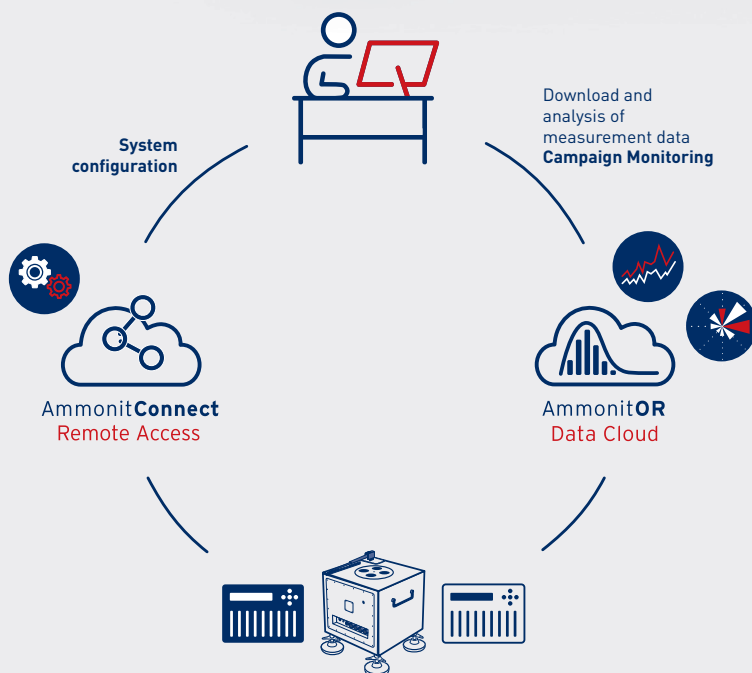 System
configuration
Download and
analysis of
measurement data
Campaign Monitoring
AmmonitConnect
Remote Access
AmmonitOR
Data Cloud